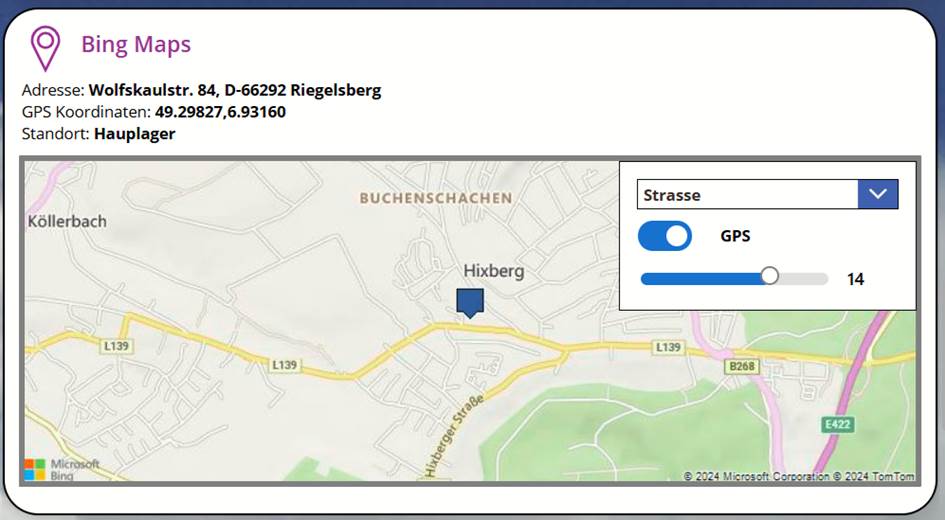 Bing Maps
Adresse: Wolfskaulstr. 84, D-66292 Riegelsberg
GPS Koordinaten: 49.29827,6.93160
Standort: Hauplager
Strasse
GPS
14
BUCHENSCHACHEN
Köllerbach
Hixberg
L139
L139
L139
B268
Hixberger Straße
E422
Microsoft
Bing
© 2024 Microsoft Corporation © 2024 TomTom